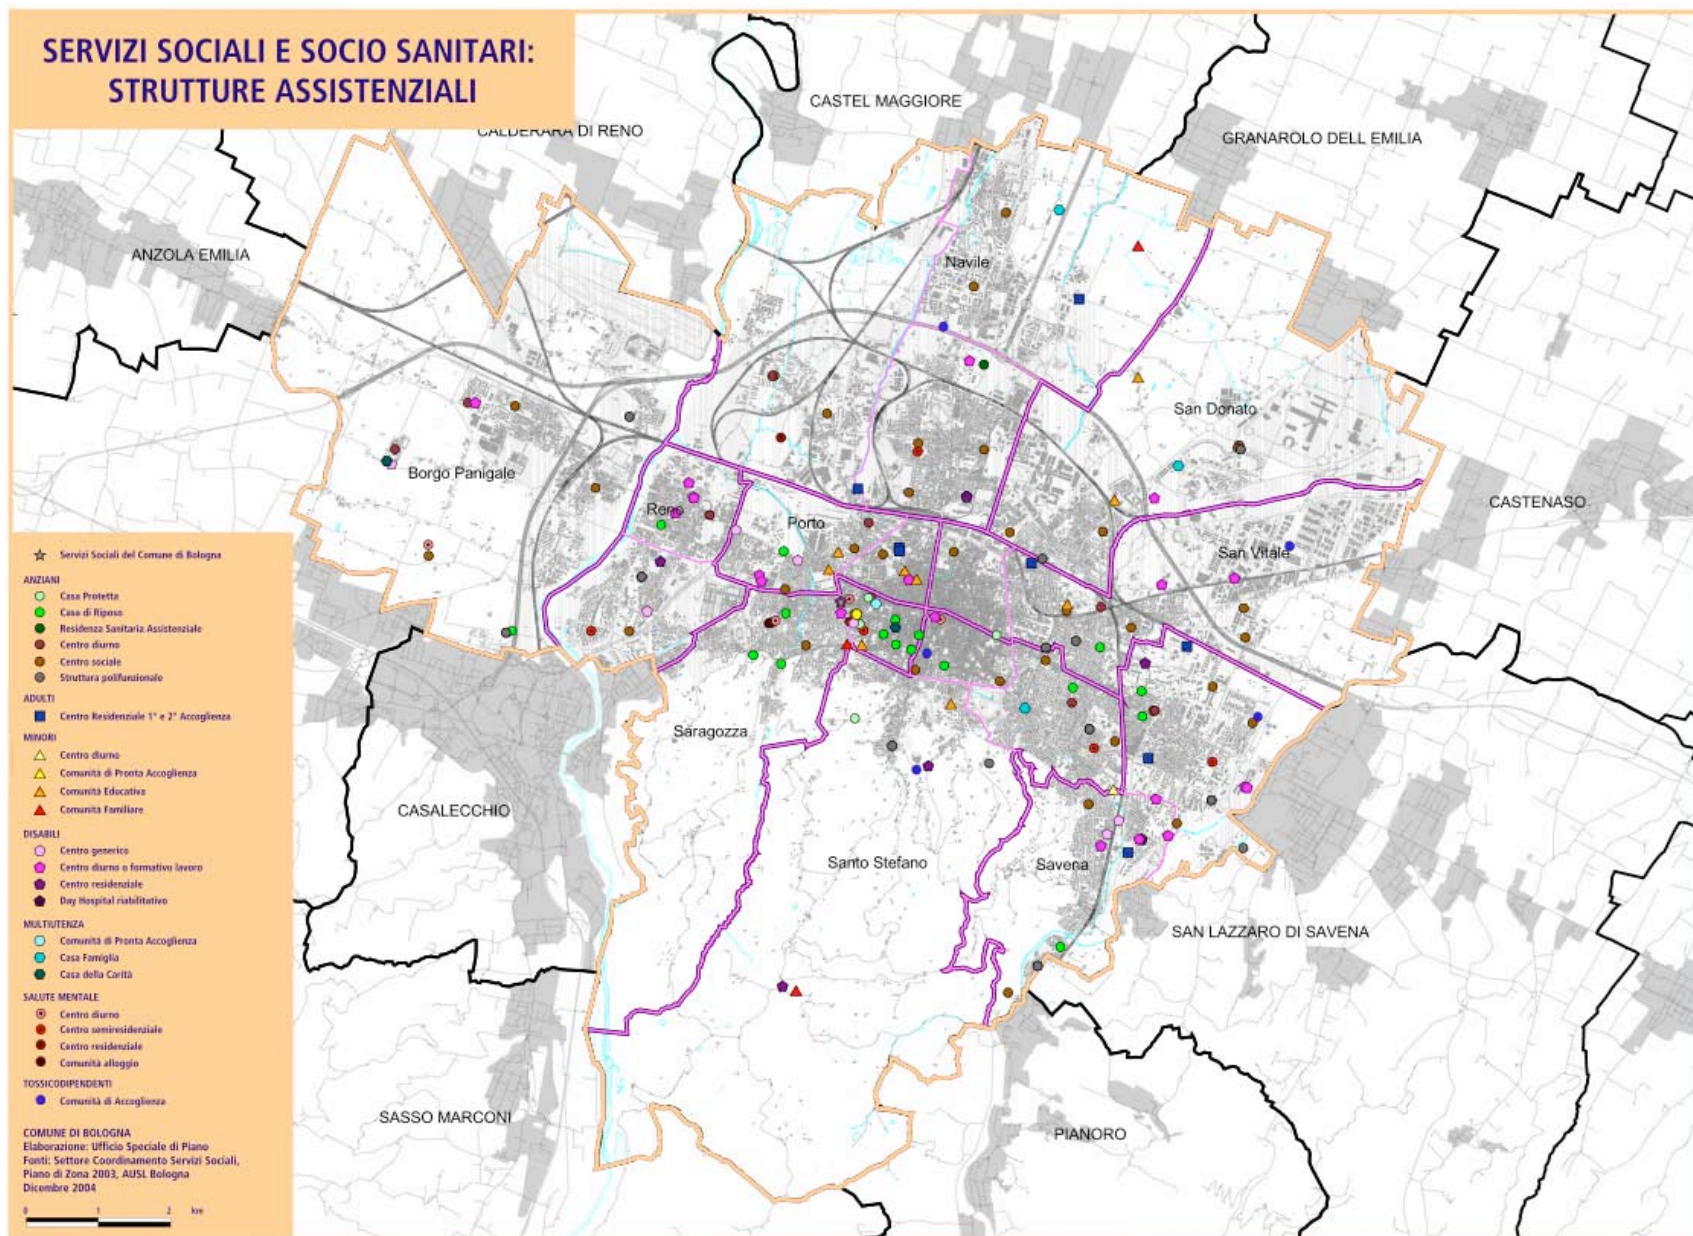 SERVIZI SOCIALI E SOCIO SANITARI:
STRUTTURE ASSISTENZIALI
CASTEL MAGGIORE
CALDERARA DI RENO
GRANAROLO DELL EMILIA
ANZOLA EMILIA
Navile
San Donato
Borgo Panigale
CASTENASO
Reno
Porto
San Vitale
Saragozza
CASALECCHIO
Santo Stefano
Savena
SAN LAZZARO DI SAVENA
SASSO MARCONI
PIANORO
Servizi Sociali del Comune di Bologna
ANZIANI
Casa Protetta
Casa di Riposo
Residenza Sanitaria Assistenziale
Centro diurno
Centro sociale
Struttura polifunzionale
ADULTI
Centro Residenziale 1° e 2° Accoglienza
MINORI
Centro diurno
Comunità di Pronta Accoglienza
Comunità Educativa
Comunità Familiare
DISABILI
Centro generico
Centro diurno o formativo lavoro
Centro residenziale
Day Hospital riabilitativo
MULTIUTENZA
Comunità di Pronta Accoglienza
Casa Famiglia
Casa della Carità
SALUTE MENTALE
Centro diurno
Centro semiresidenziale
Centro residenziale
Comunità alloggio
TOSSICODIPENDENTI
Comunità di Accoglienza
COMUNE DI BOLOGNA
Elaborazione: Ufficio Speciale di Piano
Fonti: Settore Coordinamento Servizi Sociali,
Piano di Zona 2003, AUSL Bologna
Dicembre 2004
0 1 2 km